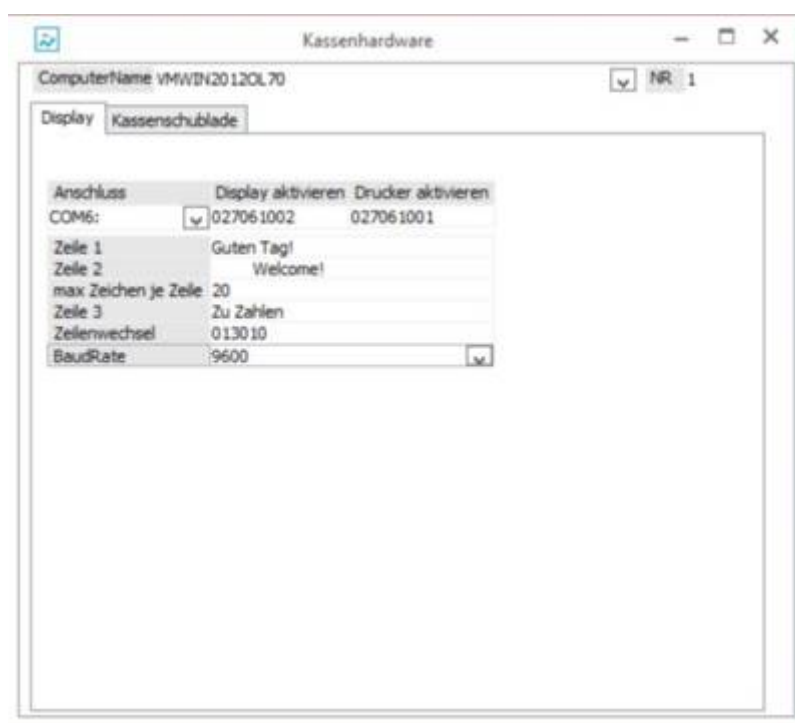 Kassenhardware
ComputerName VMWIN2012OL70 NR 1
Display Kassenschublade
Anschluss Display aktivieren Drucker aktivieren
COM6: 027061002 027061001
Zeile 1 Guten Tag!
Zeile 2 Welcome!
max Zeichen je Zeile 20
Zeile 3 Zu Zahlen
Zeilenwechsel 013010
BaudRate 9600